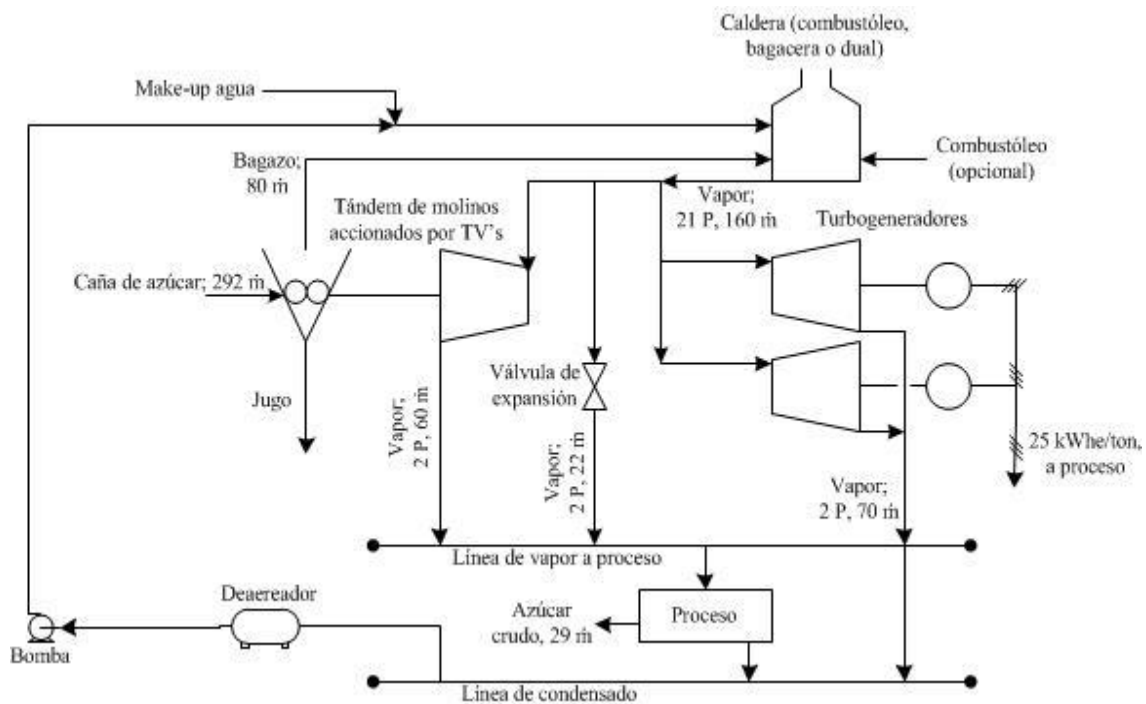 Caldera (combustóleo,
bagacera o dual)
Make-up agua
Bagazo;
80 ṁ
Combustóleo
(opcional)
Vapor;
21 P, 160 ṁ
Tándem de molinos
accionados por TV's
Turbogeneradores
Caña de azúcar; 292 ṁ
Válvula de
expansión
Jugo
Vapor;
2 P, 60 ṁ
Vapor;
2 P, 22 ṁ
25 kWhe/ton,
a proceso
Vapor;
2 P, 70 ṁ
Línea de vapor a proceso
Deaereador
Azúcar
crudo, 29 ṁ
Proceso
Bomba
Línea de condensado